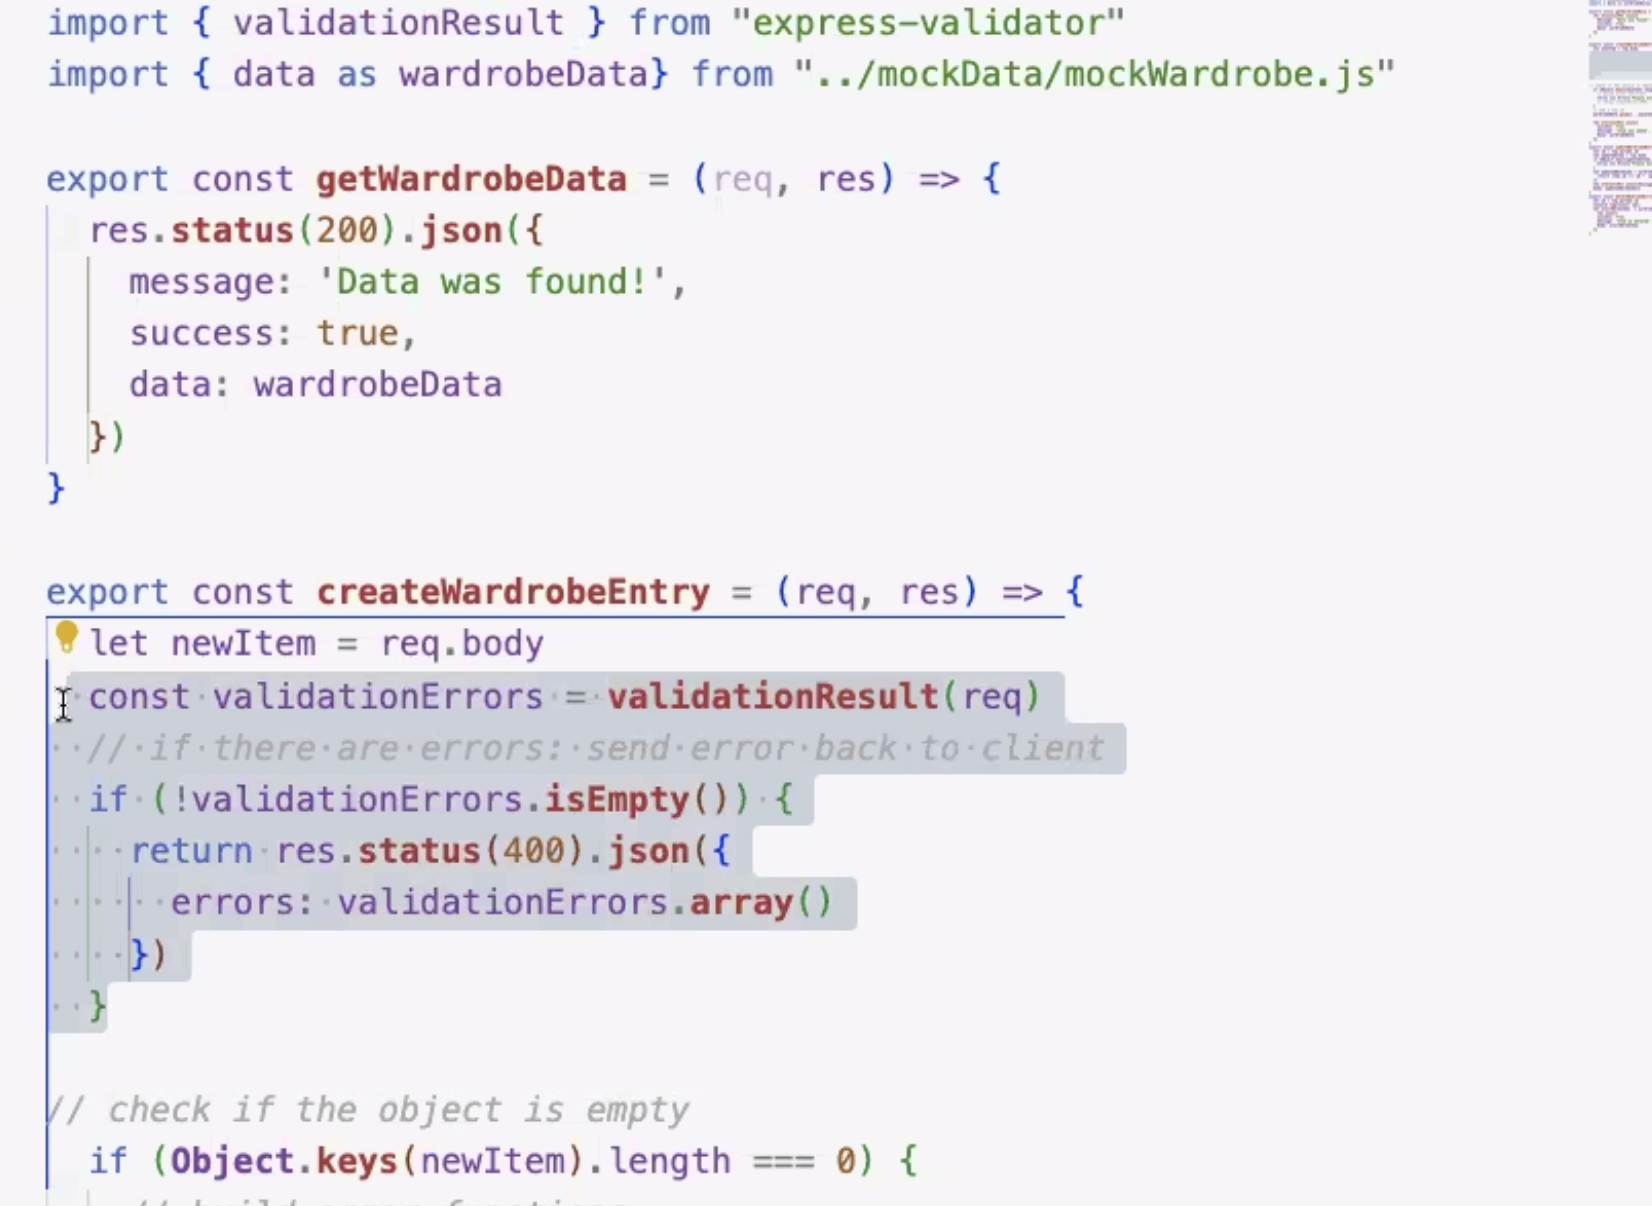 import { validationResult } from "express-validator"
import { data as wardrobeData} from "../mockData/mockWardrobe.js"
export const getWardrobeData = (req, res) => {
res.status(200).json({
message: 'Data was found!',
success: true,
data: wardrobeData
})
}
export const createWardrobeEntry = (req, res) => {
let newItem = req.body
const validationErrors = validationResult(req)
// if there are errors: send error back to client
if (!validationErrors.isEmpty()) {
return res.status(400).json({
errors: validationErrors.array()
})
}
// check if the object is empty
if (Object.keys(newItem).length === 0) {